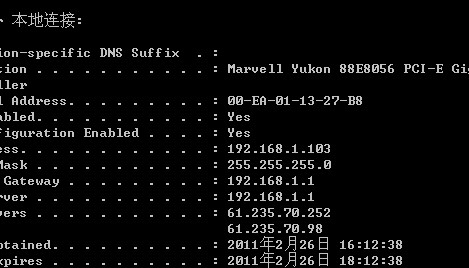 本地连接:
ion-specific DNS Suffix . :
tion . . . . . . . . . . . : Marvell Yukon 88E8056 PCI-E Gig
ller
l Address. . . . . . . . . : 00-EA-01-13-27-B8
abled. . . . . . . . . . . : Yes
figuration Enabled . . . . : Yes
ess. . . . . . . . . . . . : 192.168.1.103
Mask . . . . . . . . . . . : 255.255.255.0
Gateway . . . . . . . . . : 192.168.1.1
rver . . . . . . . . . . . : 192.168.1.1
vers . . . . . . . . . . . : 61.235.70.252
61.235.70.98
btained. . . . . . . . . . : 2011年2月26日 16:12:38
xpires . . . . . . . . . . : 2011年2月26日 18:12:38